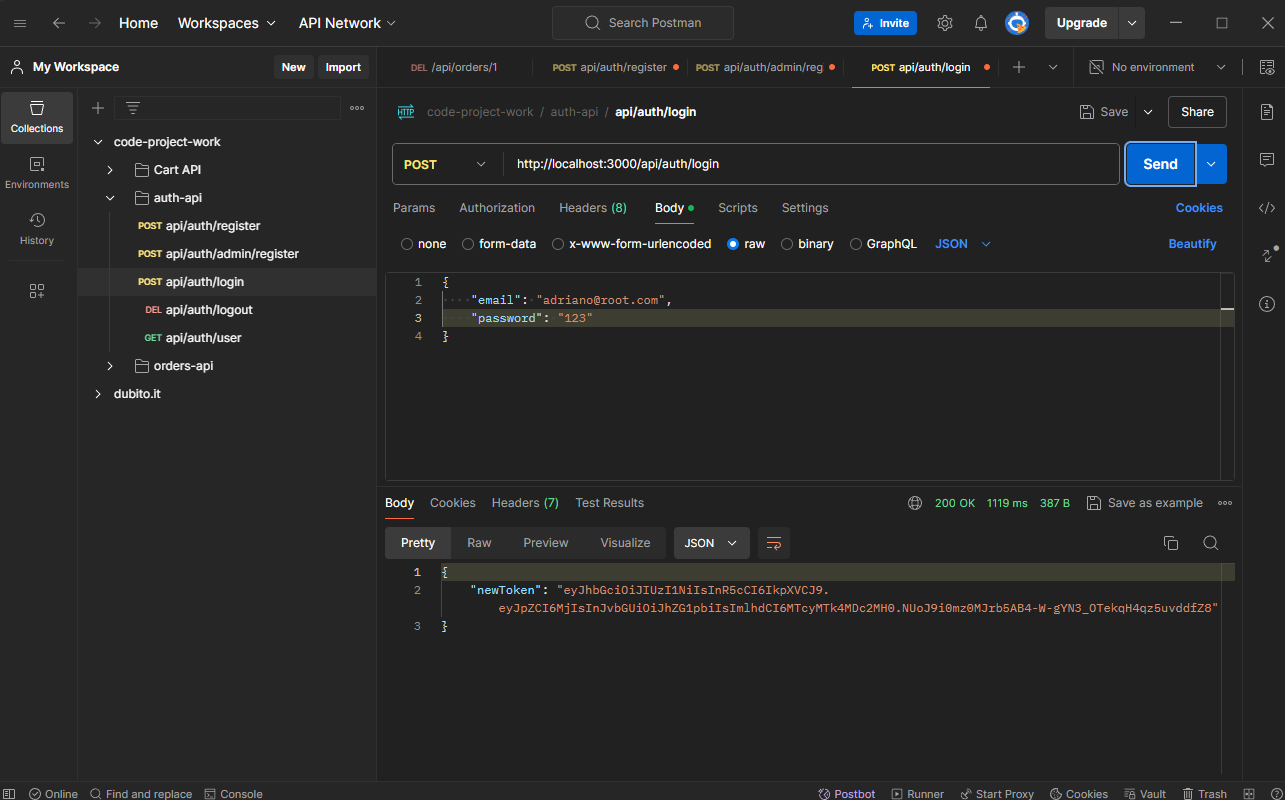 Home Workspaces API Network Search Postman Invite Upgrade
My Workspace New Import DEL /api/orders/1 POST api/auth/register POST api/auth/admin/reg POST api/auth/login No environment
Collections
Environments
History
code-project-work
Cart API
auth-api
POST api/auth/register
POST api/auth/admin/register
POST api/auth/login
DEL api/auth/logout
GET api/auth/user
orders-api
dubito.it
HTTP code-project-work / auth-api / api/auth/login Save Share
POST http://localhost:3000/api/auth/login Send
Params Authorization Headers (8) Body Scripts Settings Cookies
none form-data x-www-form-urlencoded raw binary GraphQL JSON Beautify
1 {
2 "email": "adriano@root.com",
3 "password": "123"
4 }
Body Cookies Headers (7) Test Results 200 OK 1119 ms 387 B Save as example
Pretty Raw Preview Visualize JSON
1 {
2 "newToken": "eyJhbGciOiJIUzI1NiIsInR5cCI6IkpXVCJ9.
eyJpZCI6MjIsInJvbGUiOiJhZG1pbiIsImlhdCI6MTcyMTk4MDc2MH0.NUoJ9i0mz0MJrb5AB4-W-gYN3_OTekqH4qz5uvddfZ8"
3 }
Online Find and replace Console Postbot Runner Start Proxy Cookies Vault Trash